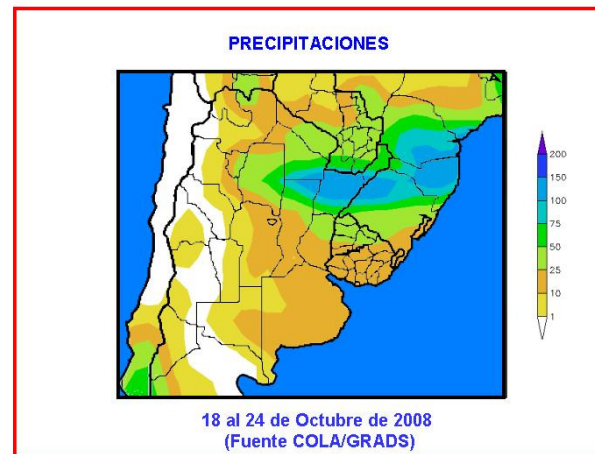 PRECIPITACIONES
200
150
100
75
50
25
10
1
18 al 24 de Octubre de 2008
(Fuente COLA/GRADS)